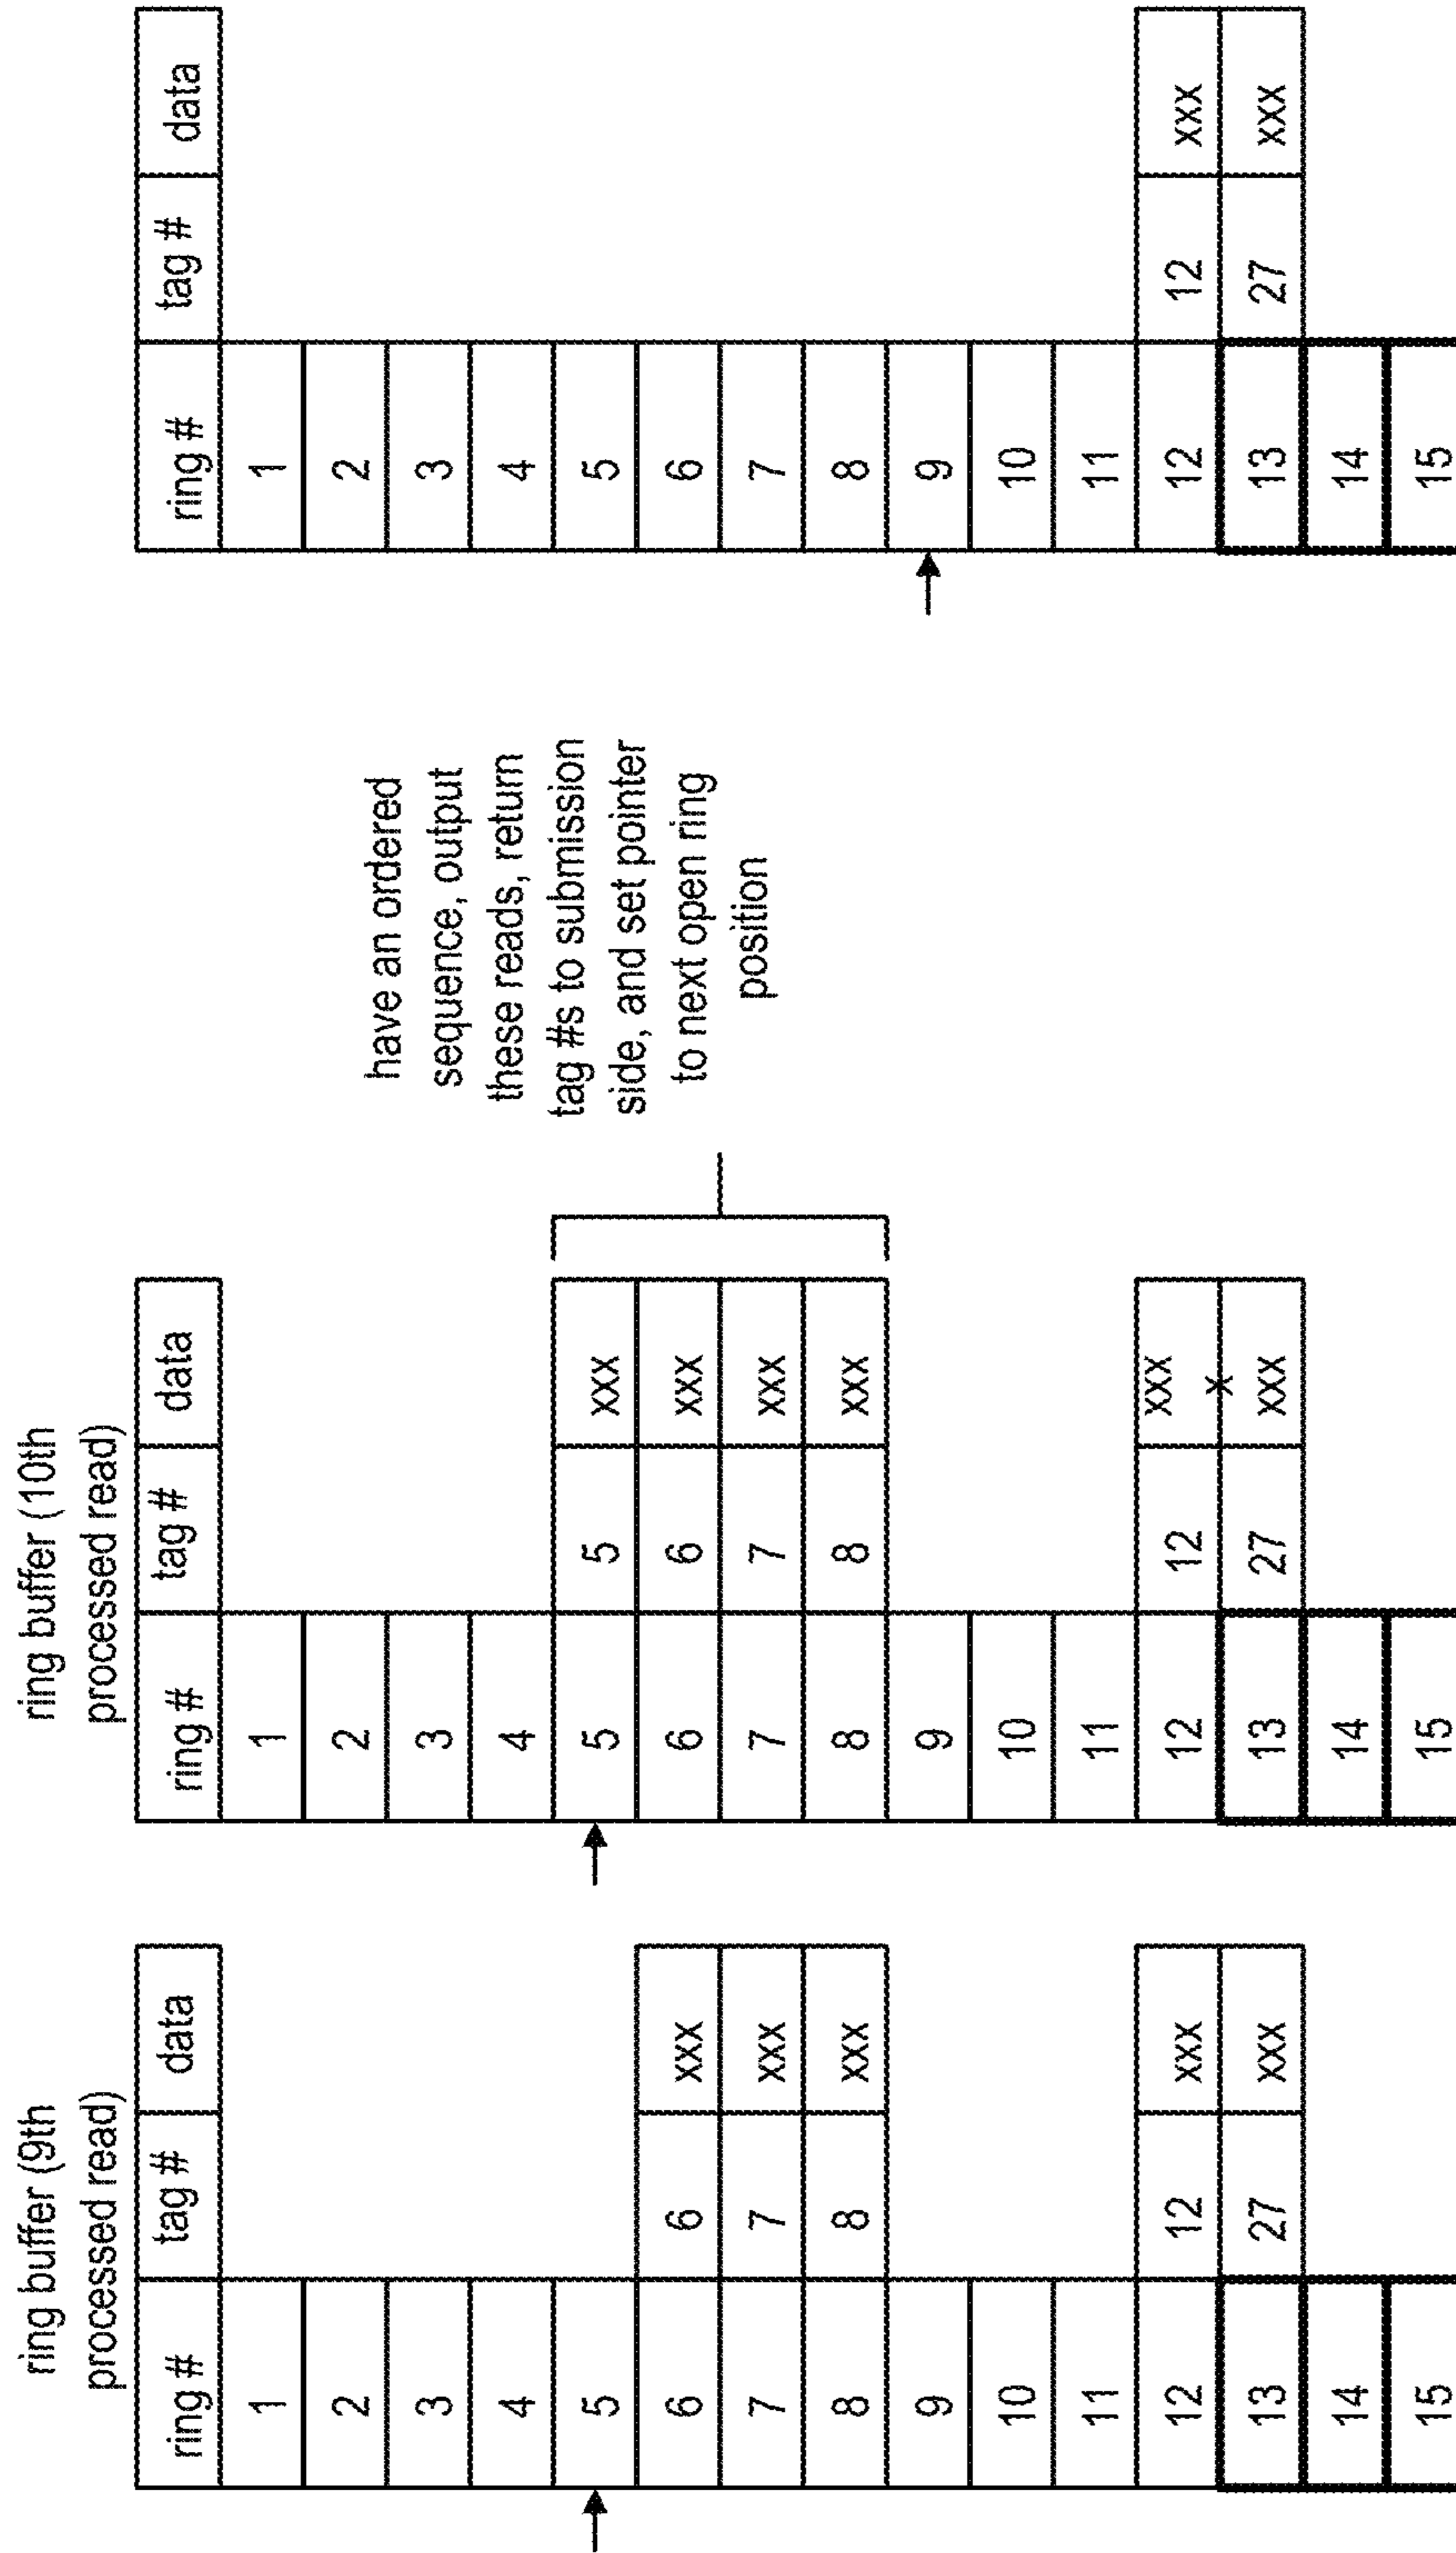 ring buffer (9th
processed read)
ring # tag # data
1
2
3
4
5
6 6 xxx
7 7 xxx
8 8 xxx
9
10
11
12 12 xxx
13 27 xxx
14
15
ring buffer (10th
processed read)
ring # tag # data
1
2
3
4
5 5 xxx
6 6 xxx
7 7 xxx
8 8 xxx
9
10
11
12 12 xxx
x
13 27 xxx
14
15
have an ordered
sequence, output
these reads, return
tag #s to submission
side, and set pointer
to next open ring
position
ring # tag # data
1
2
3
4
5
6
7
8
9
10
11
12 12 xxx
13 27 xxx
14
15